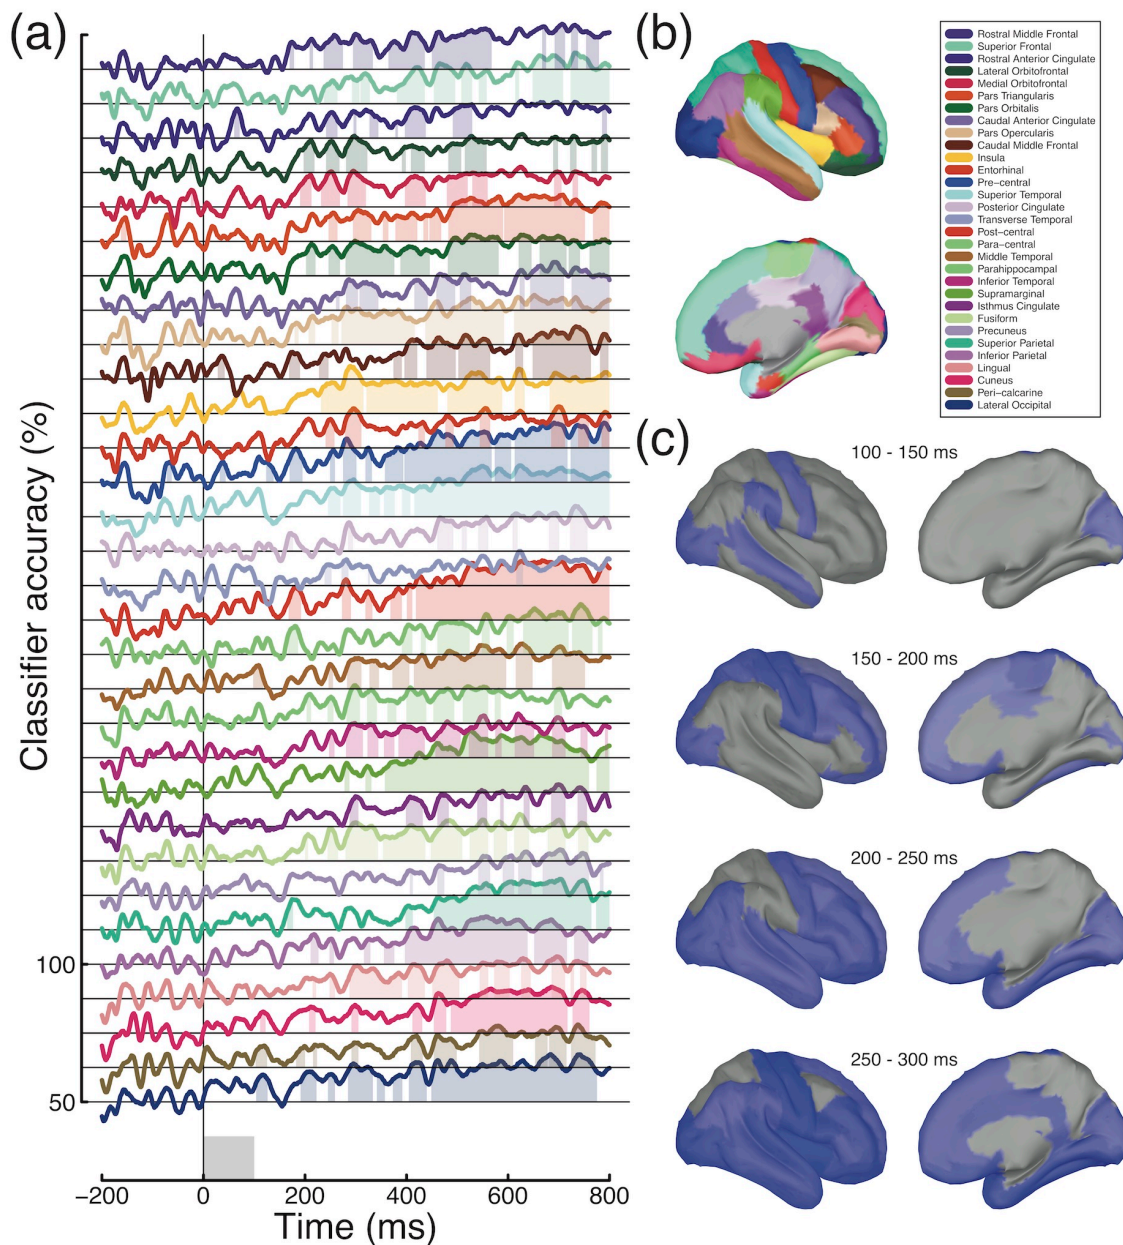 (a)
Classifier accuracy (%)
100
50
−200
0
200
400
600
800
Time (ms)
(b)
Rostral Middle Frontal
Superior Frontal
Rostral Anterior Cingulate
Lateral Orbitofrontal
Medial Orbitofrontal
Pars Triangularis
Pars Orbitalis
Caudal Anterior Cingulate
Pars Opercularis
Caudal Middle Frontal
Insula
Entorhinal
Pre−central
Superior Temporal
Posterior Cingulate
Transverse Temporal
Post−central
Para−central
Middle Temporal
Parahippocampal
Inferior Temporal
Supramarginal
Isthmus Cingulate
Fusiform
Precuneus
Superior Parietal
Inferior Parietal
Lingual
Cuneus
Peri−calcarine
Lateral Occipital
(c)
100 - 150 ms
150 - 200 ms
200 - 250 ms
250 - 300 ms